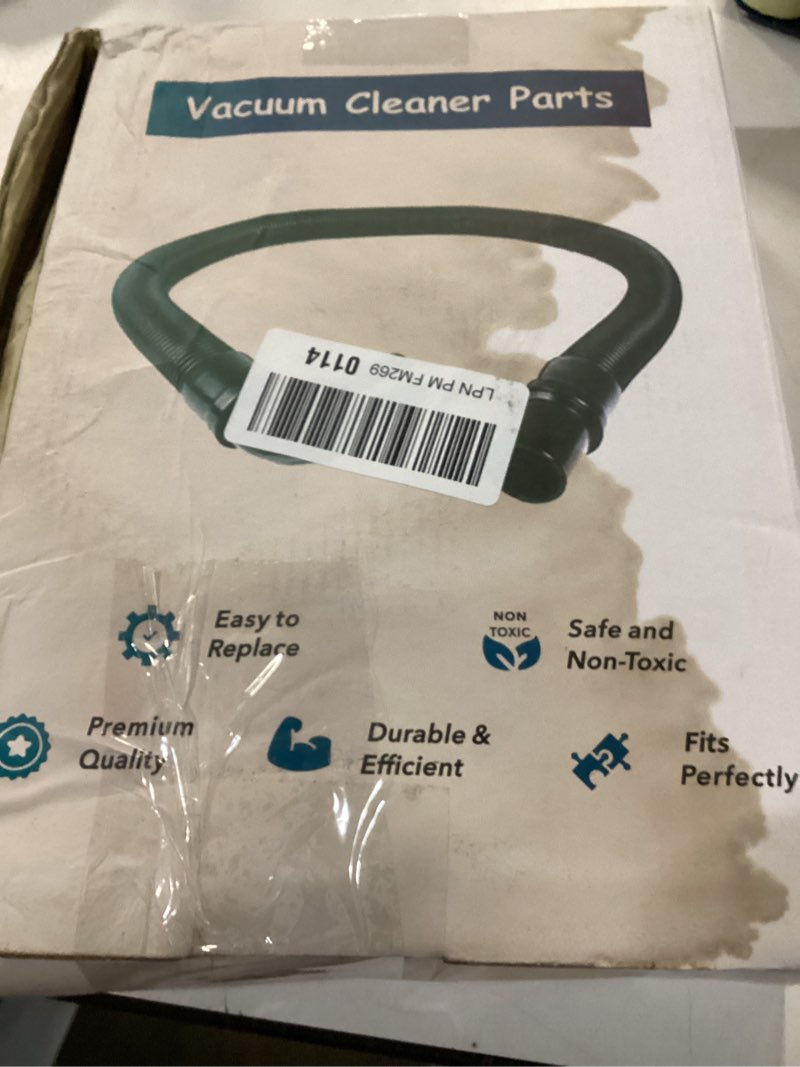 Vacuum Cleaner Parts
LPN PM FM269 0114
Easy to
Replace
NON
TOXIC
Safe and
Non-Toxic
Premium
Quality
Durable &
Efficient
Fits
Perfectly